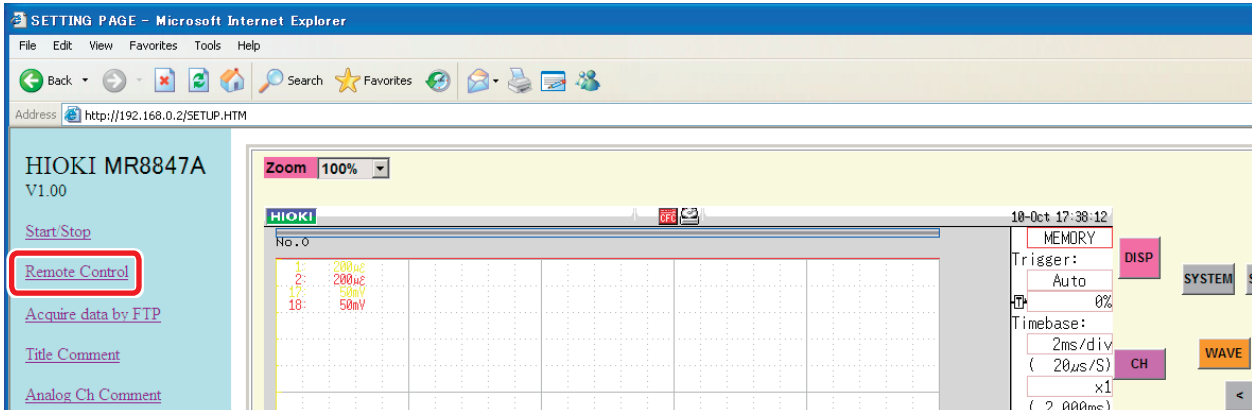 SETTING PAGE - Microsoft Internet Explorer
File Edit View Favorites Tools Help
Back Search Favorites
Address http://192.168.0.2/SETUP.HTM
HIOKI MR8847A
V1.00
Start/Stop
Remote Control
Acquire data by FTP
Title Comment
Analog Ch Comment
Zoom 100%
HIOKI CFC 10-Oct 17:38:12
No.0
1: 200με
2: 200με
17: 50mV
18: 50mV
MEMORY
Trigger:
Auto
T 0%
Timebase:
2ms/div
( 20μs/S)
x1
( 2.000ms)
DISP
SYSTEM
CH
WAVE
<